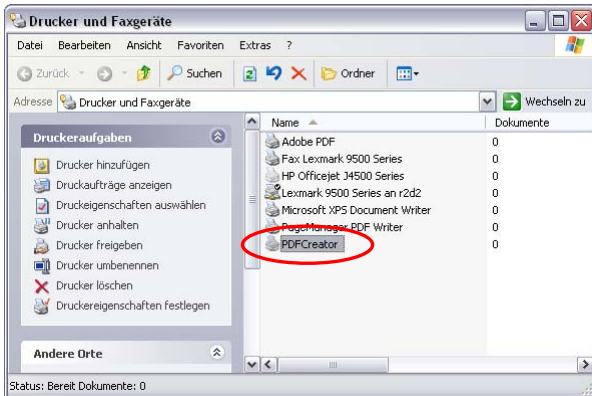 Drucker und Faxgeräte
Datei Bearbeiten Ansicht Favoriten Extras ?
Zurück Suchen Ordner
Adresse Drucker und Faxgeräte Wechseln zu
Druckeraufgaben
Drucker hinzufügen
Druckaufträge anzeigen
Druckeigenschaften auswählen
Drucker anhalten
Drucker freigeben
Drucker umbenennen
Drucker löschen
Druckereigenschaften festlegen
Andere Orte
Name Dokumente
Adobe PDF 0
Fax Lexmark 9500 Series 0
HP Officejet J4500 Series 0
Lexmark 9500 Series an r2d2 0
Microsoft XPS Document Writer 0
PageManager PDF Writer 0
PDFCreator 0
Status: Bereit Dokumente: 0